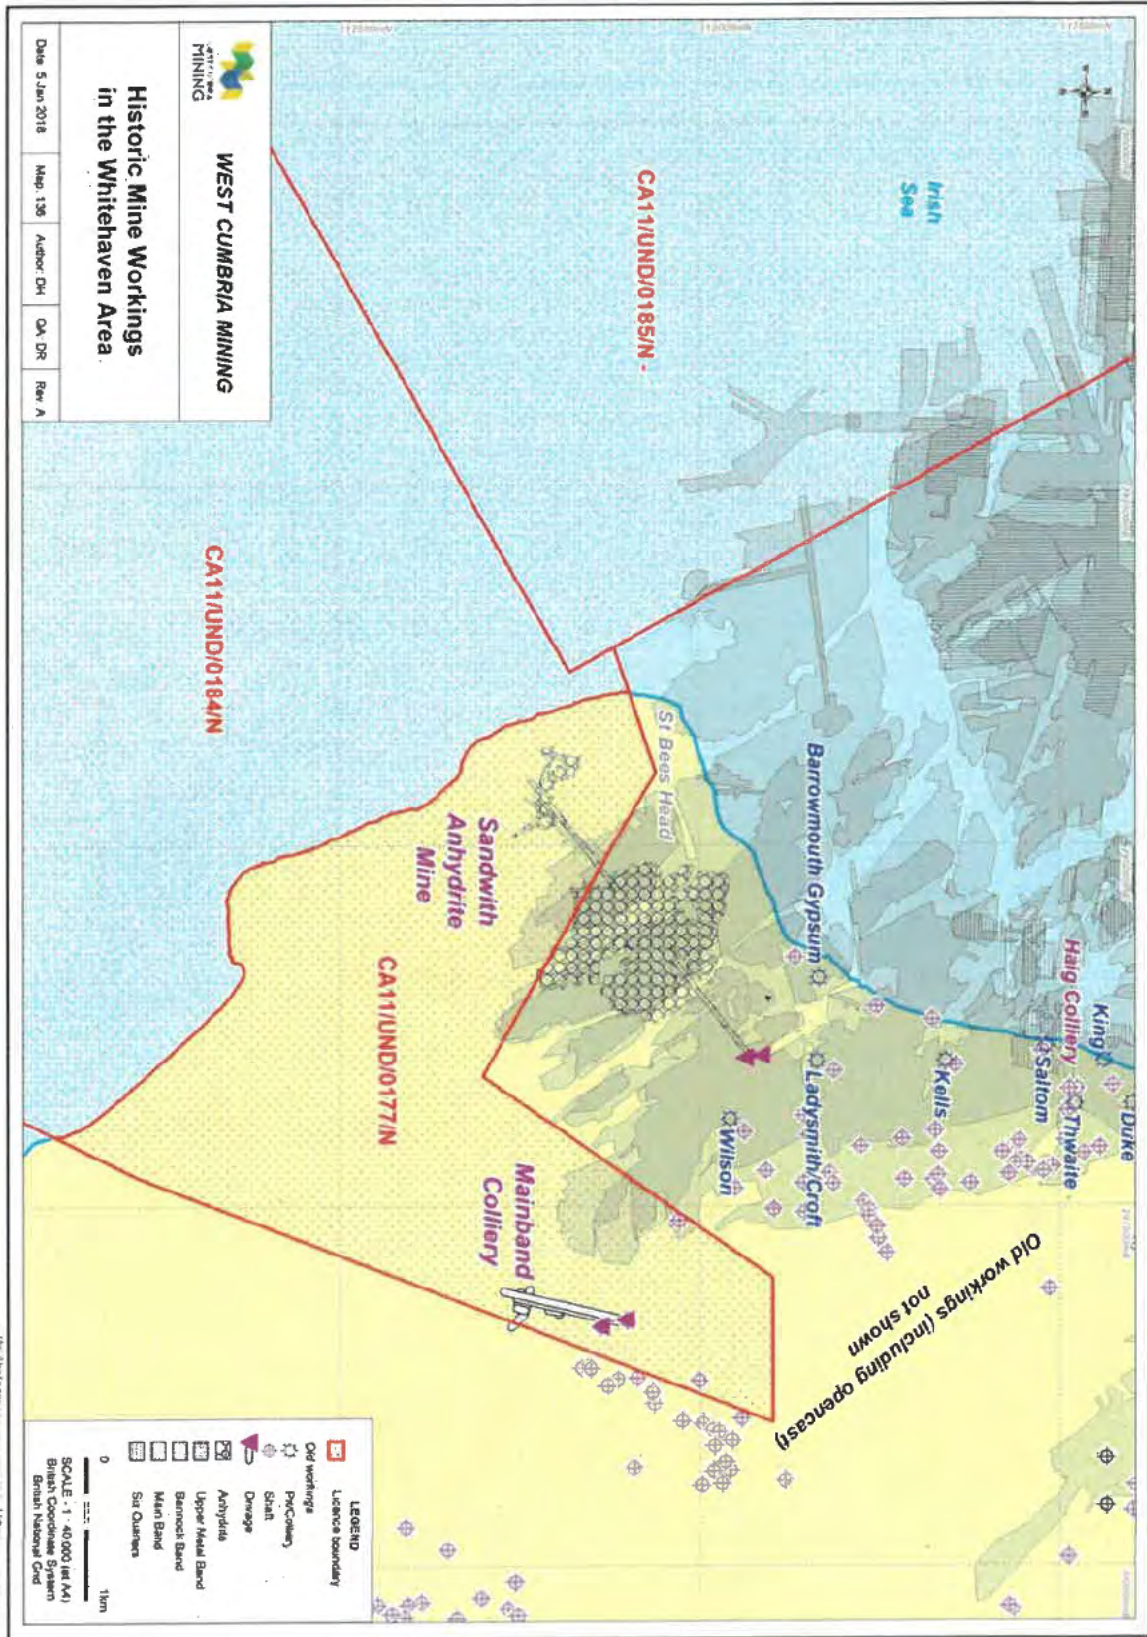 Irish
Sea
CA11/UND/0185/N -
CA11/UND/0184/N
CA11/UND/0177/N
St Bees Head
Barrowmouth Gypsum
Haig Colliery
King
Duke
Saltom
Thwaite
Kells
Ladysmith/Croft
Wilson
Sandwith
Anhydrite
Mine
Mainband
Colliery
Old workings (including opencast)
not shown
MINING
WEST CUMBRIA MINING
Historic Mine Workings
in the Whitehaven Area
Date 5 Jan 2018
Map. 136
Author: DH
QA: DR
Rev A
LEGEND
Licence boundary
Old workings
Pit/Colliery
Shaft
Drivage
Anhydrite
Upper Metal Band
Bannock Band
Main Band
Six Quarters
0
1km
SCALE - 1 : 40000 (at A4)
British Coordinate System
British National Grid